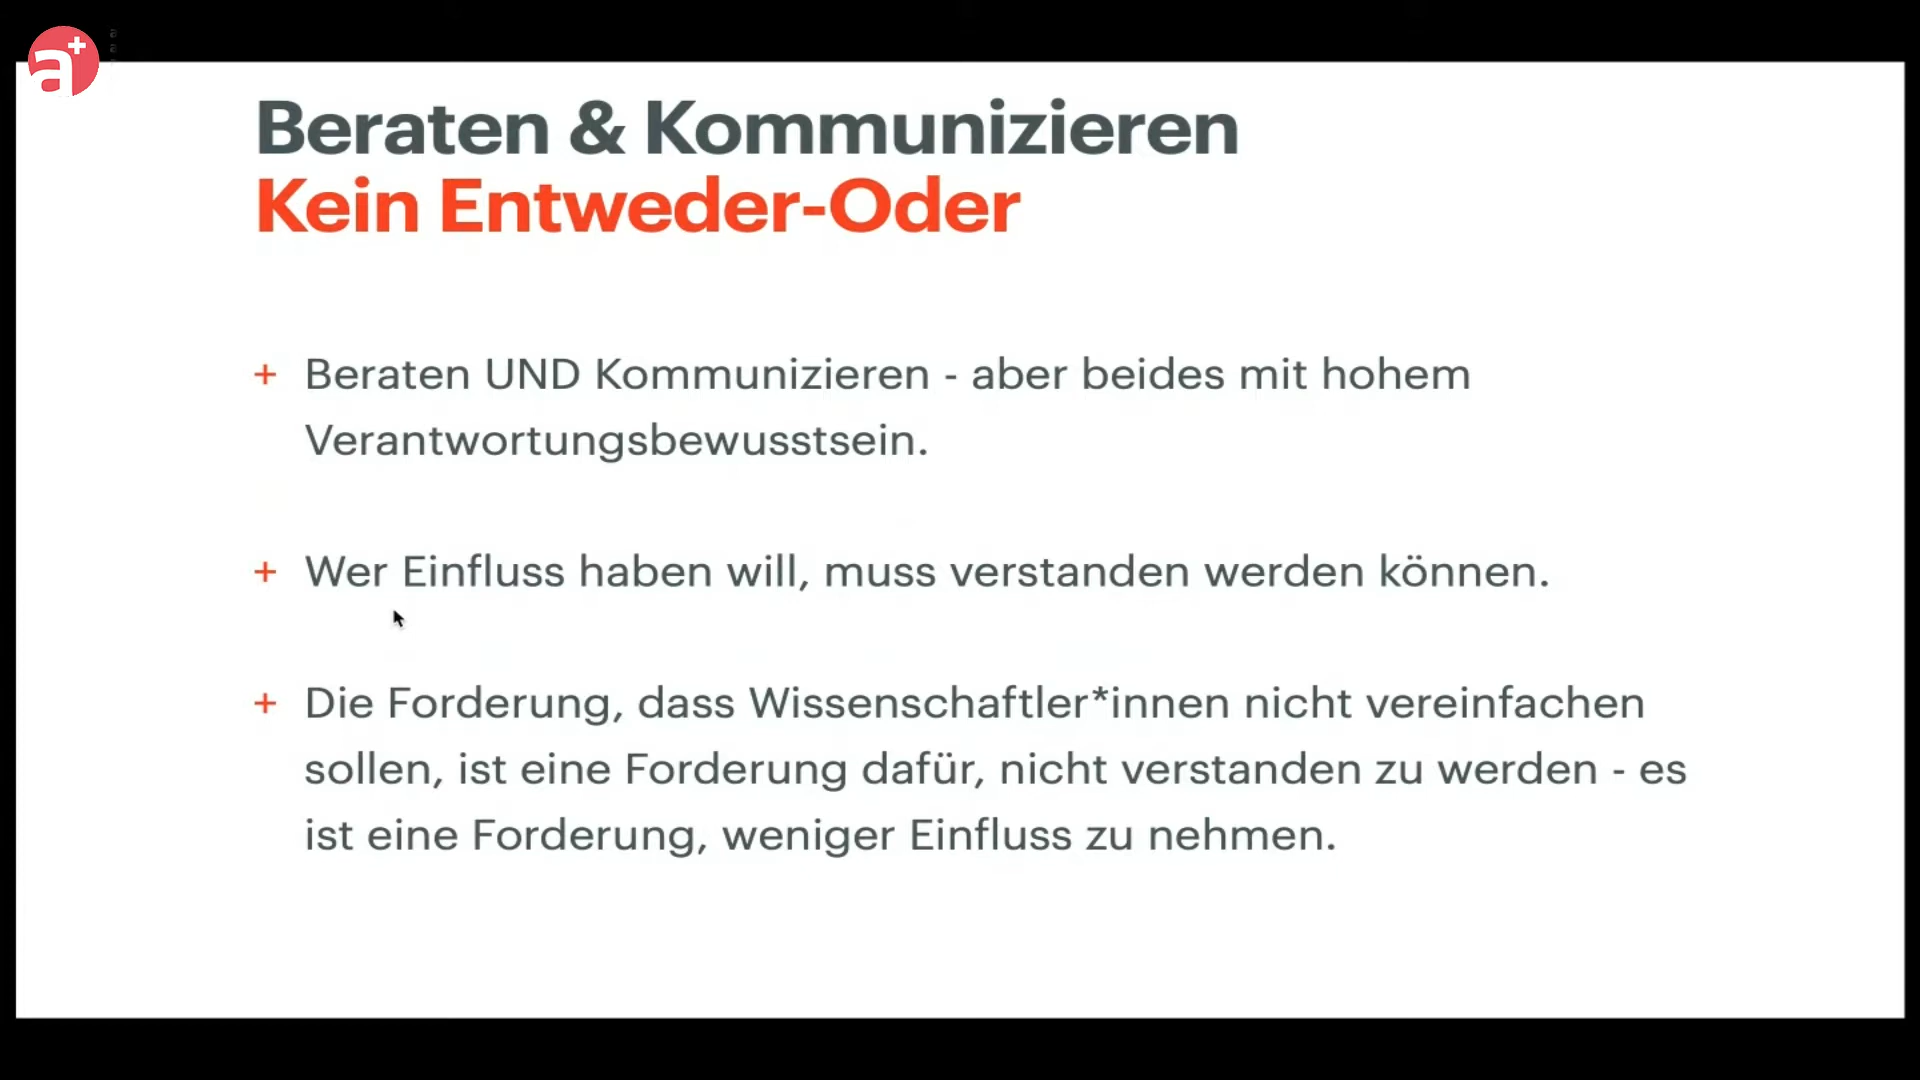 a+
Beraten & Kommunizieren
Kein Entweder-Oder
+ Beraten UND Kommunizieren - aber beides mit hohem
Verantwortungsbewusstsein.
+ Wer Einfluss haben will, muss verstanden werden können.
+ Die Forderung, dass Wissenschaftler*innen nicht vereinfachen
sollen, ist eine Forderung dafür, nicht verstanden zu werden - es
ist eine Forderung, weniger Einfluss zu nehmen.